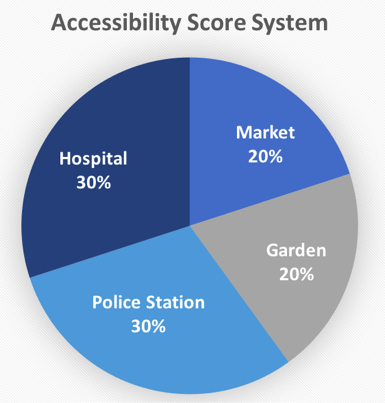 Accessibility Score System
Market
20%
Garden
20%
Police Station
30%
Hospital
30%